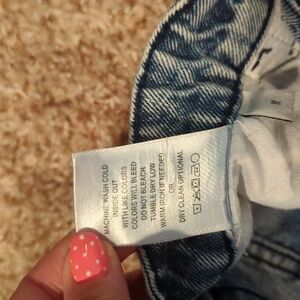 MACHINE WASH COLD
INSIDE OUT
WITH LIKE COLORS
COLORS WILL BLEED
DO NOT BLEACH
TUMBLE DRY LOW
WARM IRON IF NEEDED
OR
DRY CLEAN OPTIONAL